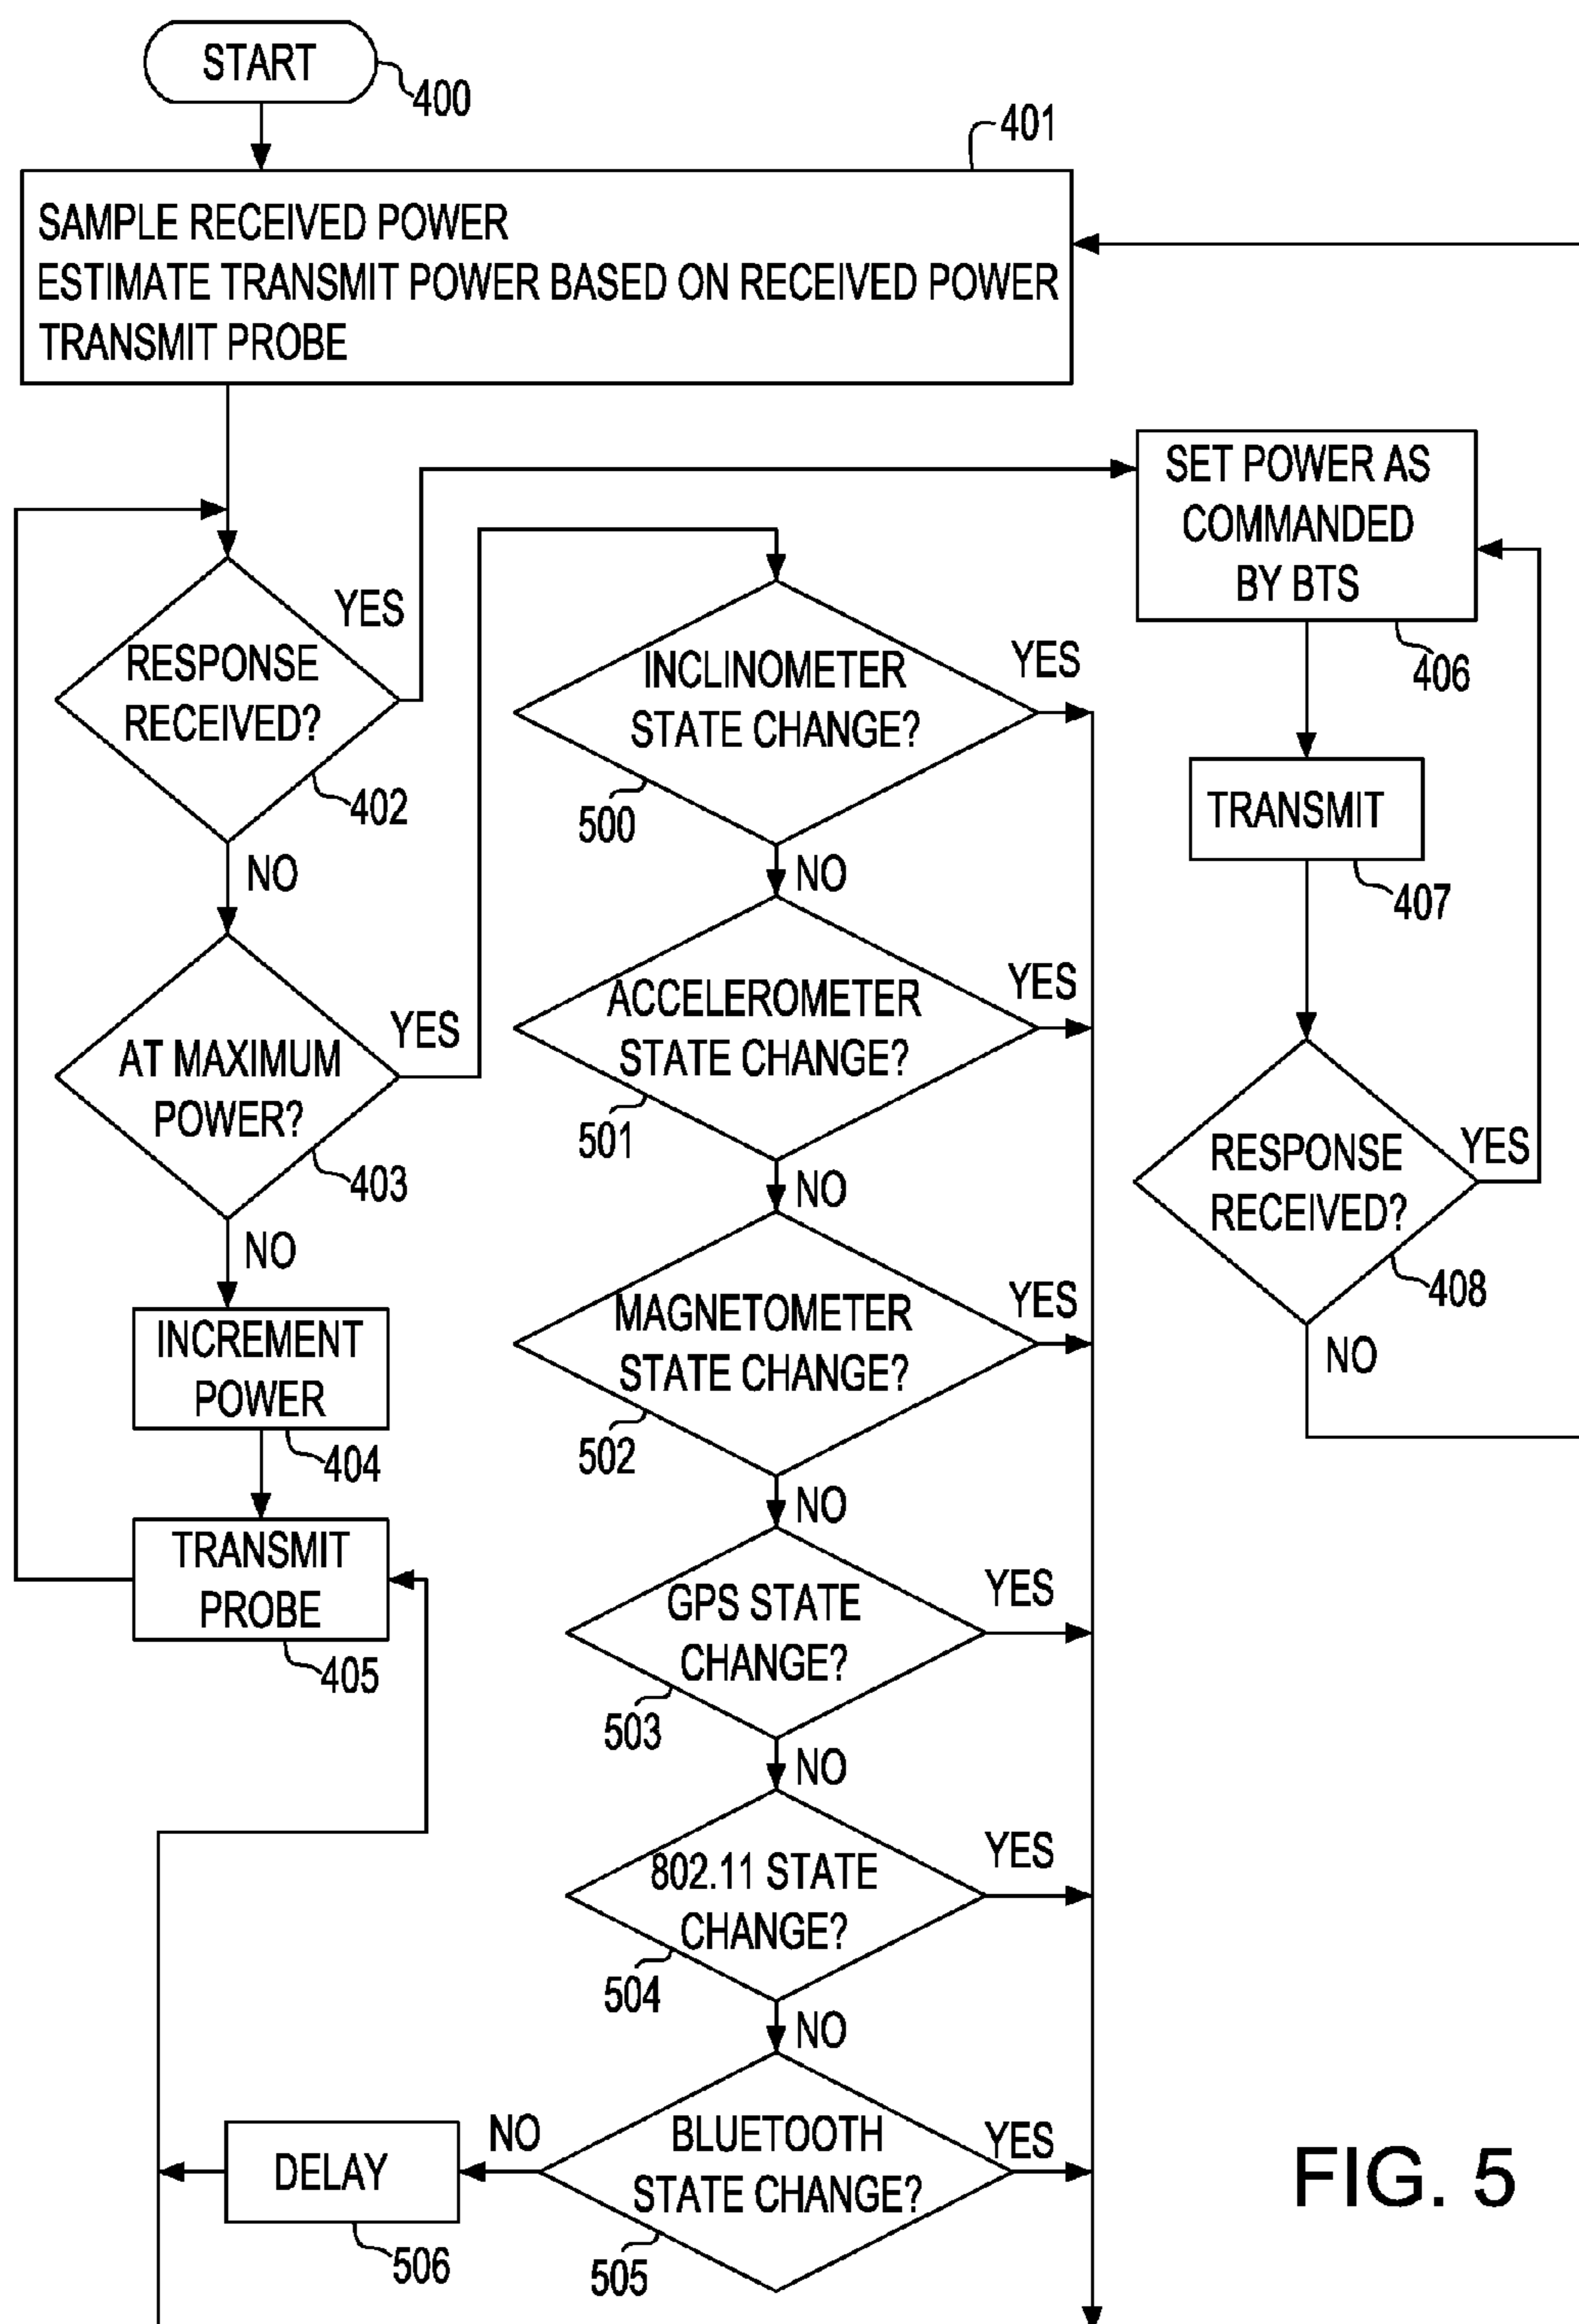 START
400
401
SAMPLE RECEIVED POWER
ESTIMATE TRANSMIT POWER BASED ON RECEIVED POWER
TRANSMIT PROBE
RESPONSE
RECEIVED?
YES
402
NO
AT MAXIMUM
POWER?
YES
403
NO
INCREMENT
POWER
404
TRANSMIT
PROBE
405
INCLINOMETER
STATE CHANGE?
YES
500
NO
ACCELEROMETER
STATE CHANGE?
YES
501
NO
MAGNETOMETER
STATE CHANGE?
YES
502
NO
GPS STATE
CHANGE?
YES
503
NO
802.11 STATE
CHANGE?
YES
504
NO
BLUETOOTH
STATE CHANGE?
YES
505
NO
DELAY
506
SET POWER AS
COMMANDED
BY BTS
406
TRANSMIT
407
RESPONSE
RECEIVED?
YES
408
NO
FIG. 5